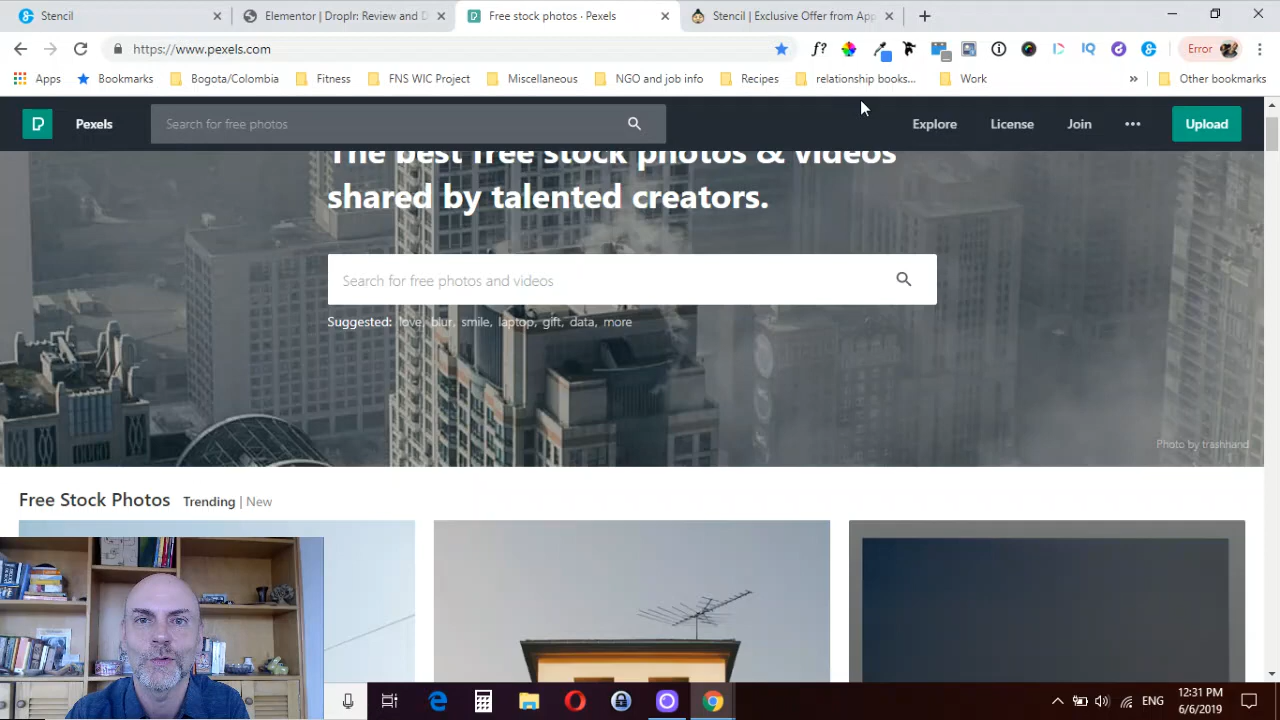 Stencil
Elementor | Droplr: Review and D
Free stock photos · Pexels
Stencil | Exclusive Offer from App
https://www.pexels.com
f?
IQ
Error
Apps
Bookmarks
Bogota/Colombia
Fitness
FNS WIC Project
Miscellaneous
NGO and job info
Recipes
relationship books...
Work
»
Other bookmarks
Pexels
Search for free photos
Explore
License
Join
Upload
The best free stock photos & videos
shared by talented creators.
Search for free photos and videos
Suggested: love, blur, smile, laptop, gift, data, more
Photo by trashhand
Free Stock Photos Trending | New
ENG
12:31 PM
6/6/2019